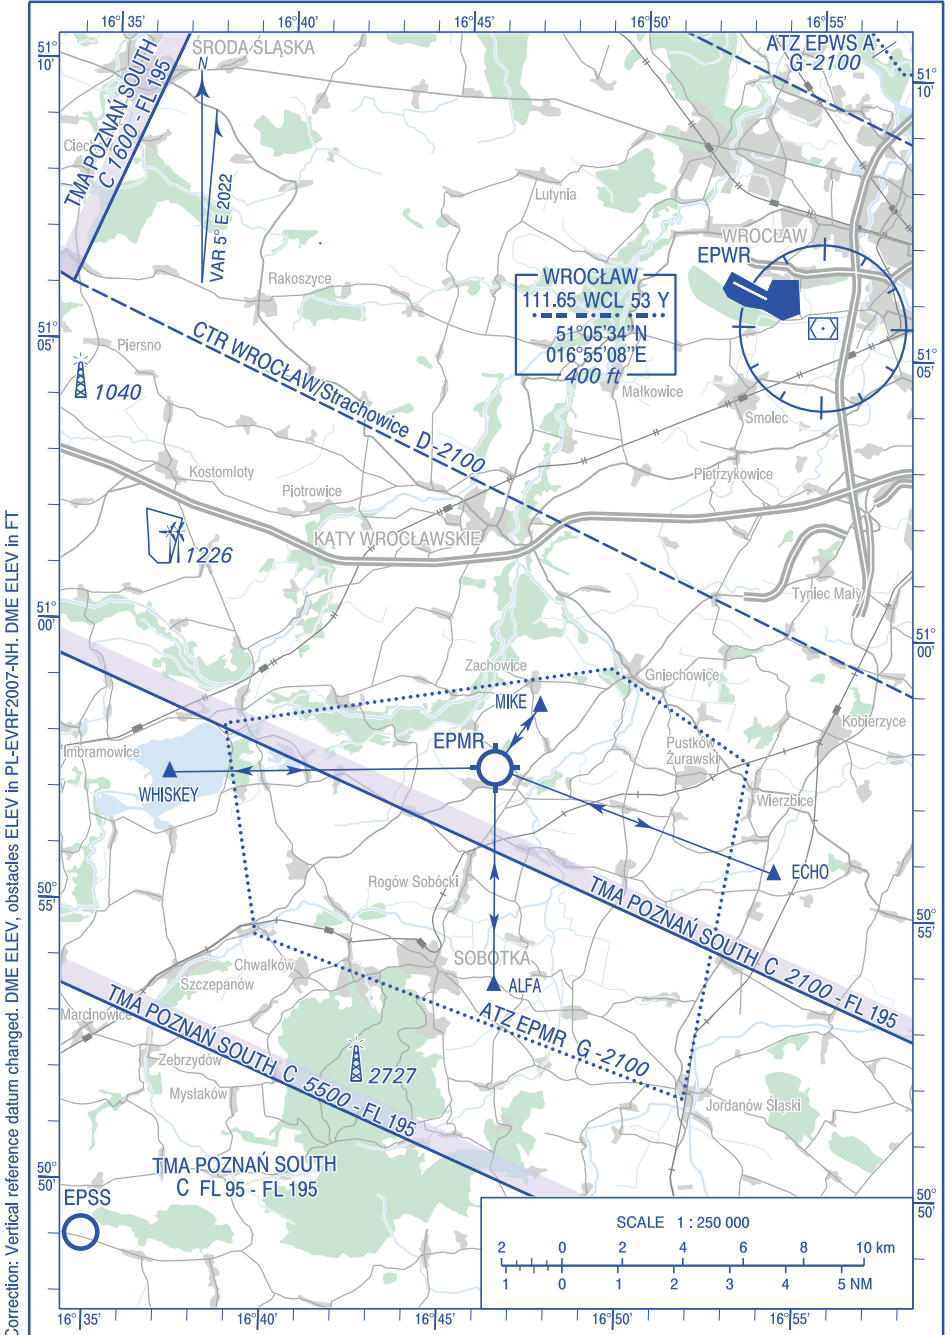 16°35'
16°40'
16°45'
16°50'
16°55'
51°
10'
51°
10'
ŚRODA ŚLĄSKA
N
ATZ EPWS A
G-2100
TMA POZNAŃ SOUTH
C 1600 - FL 195
VAR 5° E 2022
Lutynia
WROCŁAW
EPWR
Rakoszyce
WROCŁAW
111.65 WCL 53 Y
51°05'34"N
016°55'08"E
400 ft
51°
05'
51°
05'
Piersno
1040
CTR WROCŁAW/Strachowice D-2100
Małkowice
Smolec
Kostomłoty
Piotrowice
Pietrzykowice
KĄTY WROCŁAWSKIE
1226
Tyniec Mały
51°
00'
51°
00'
Zachowice
Gniechowice
MIKE
Kobierzyce
EPMR
Pustków
Żurawski
Imbramowice
WHISKEY
Wierzbice
ECHO
Rogów Sobócki
50°
55'
50°
55'
TMA POZNAŃ SOUTH C 2100 - FL 195
SOBÓTKA
Chwałków
Szczepanów
ALFA
ATZ EPMR G-2100
Marcinowice
TMA POZNAŃ SOUTH C 5500 - FL 195
Zebrzydów
2727
Mysłaków
Jordanów Śląski
TMA POZNAŃ SOUTH
C FL 95 - FL 195
50°
50'
50°
50'
EPSS
SCALE 1 : 250 000
2 0 2 4 6 8 10 km
1 0 1 2 3 4 5 NM
16°35'
16°40'
16°45'
16°50'
16°55'
Correction: Vertical reference datum changed. DME ELEV, obstacles ELEV in PL-EVRF2007-NH. DME ELEV in FT